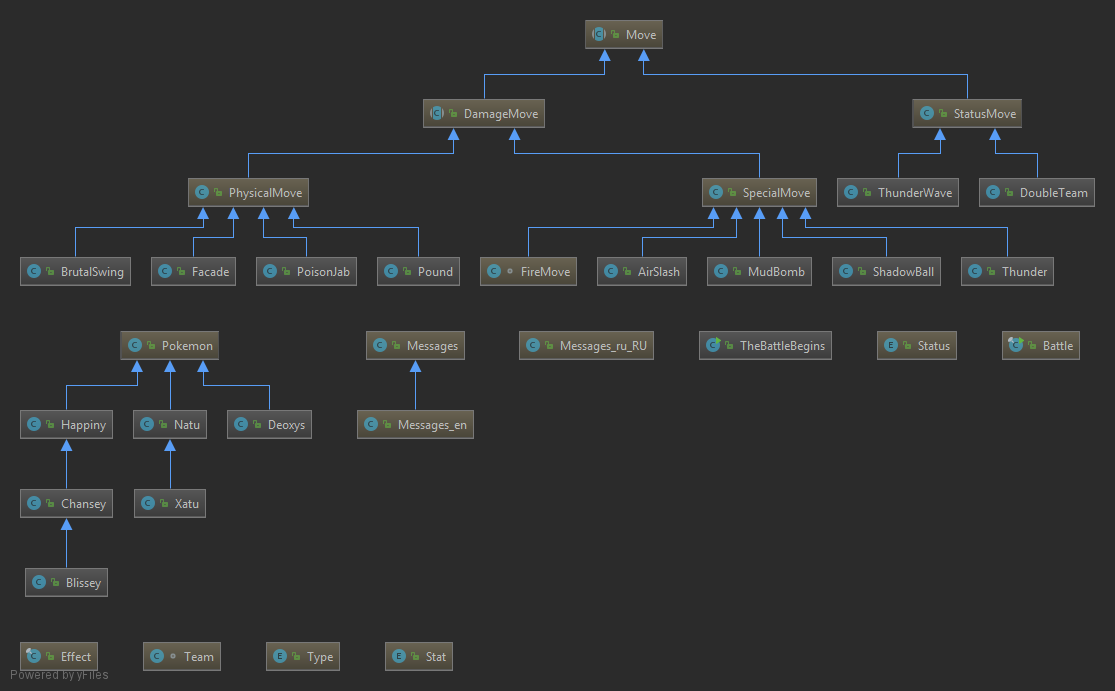 Move
DamageMove StatusMove
PhysicalMove SpecialMove ThunderWave DoubleTeam
BrutalSwing Facade PoisonJab Pound FireMove AirSlash MudBomb ShadowBall Thunder
Pokemon Messages Messages_ru_RU TheBattleBegins Status Battle
Happiny Natu Deoxys Messages_en
Chansey Xatu
Blissey
Effect Team Type Stat
Powered by yFiles